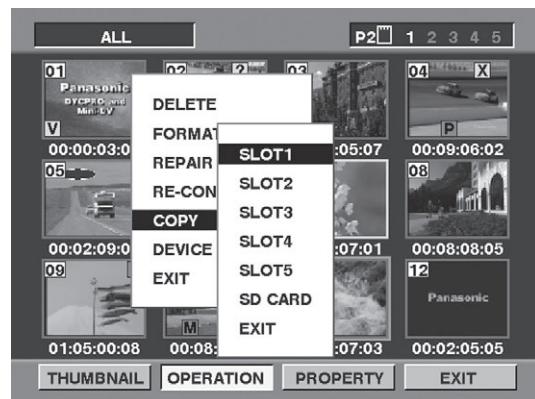 ALL P2 1 2 3 4 5
01 02 ? 03 04 X
Panasonic
DVCPRO and
Mini-DV
V P
00:00:03:0 :05:07 00:09:06:02
DELETE
FORMAT
REPAIR
RE-CON
COPY
DEVICE
EXIT
SLOT1
SLOT2
SLOT3
SLOT4
SLOT5
SD CARD
EXIT
05 08
00:02:09:0 :07:01 00:08:08:05
09 12
Panasonic
M
01:05:00:08 00:08: :07:03 00:02:05:05
THUMBNAIL OPERATION PROPERTY EXIT